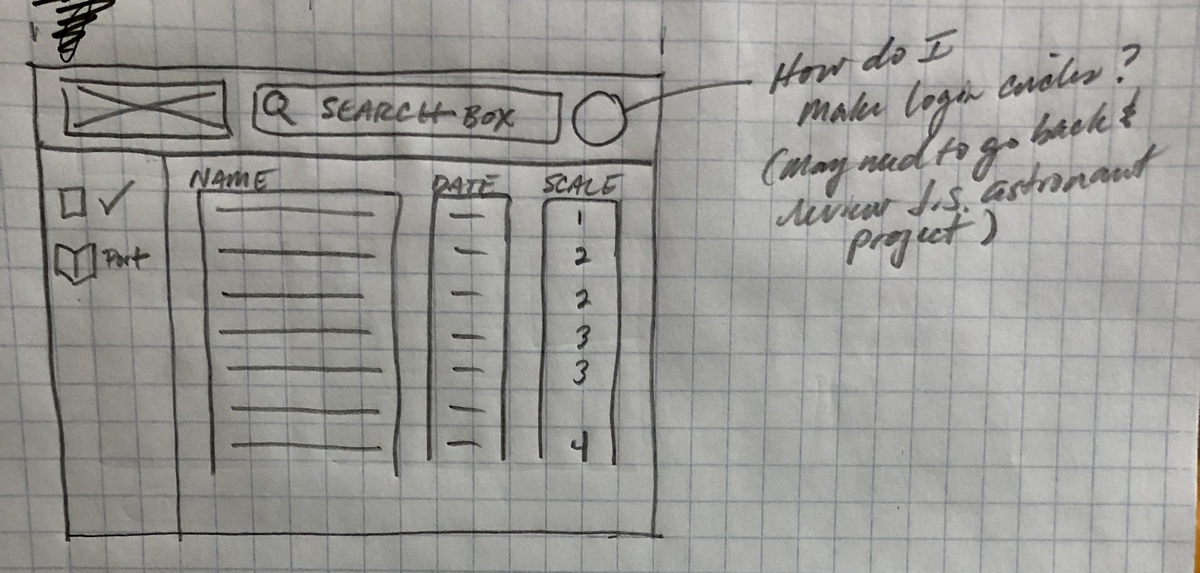 SEARCH BOX
NAME DATE SCALE
1
Port 2
2
3
3
4
How do I
make login circles?
(may need to go back &
review J.S. astronaut
project)